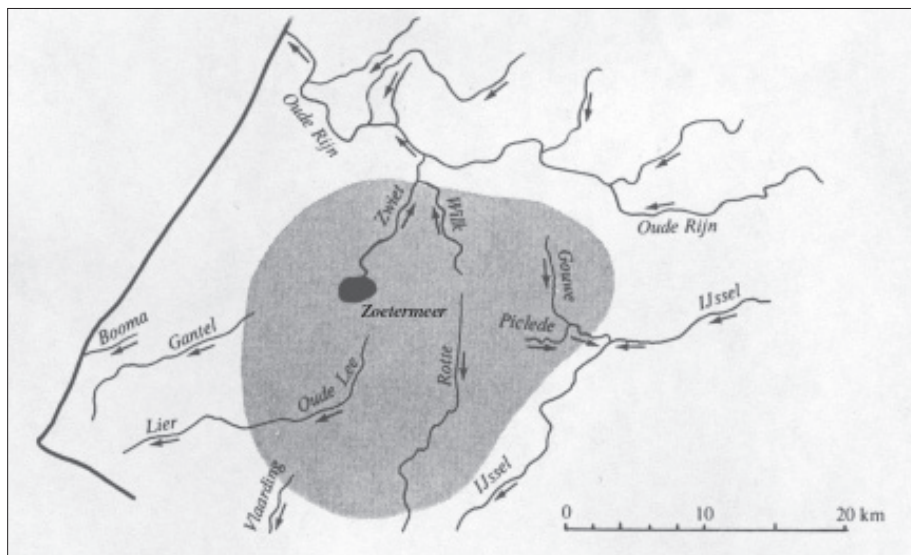 Oude Rijn
Zwiet
Wilk
Oude Rijn
Gouwe
IJssel
Zoetermeer
Piclede
Booma
Gantel
Rotte
Oude Lee
Lier
IJssel
Vlaarding
0 10 20 km